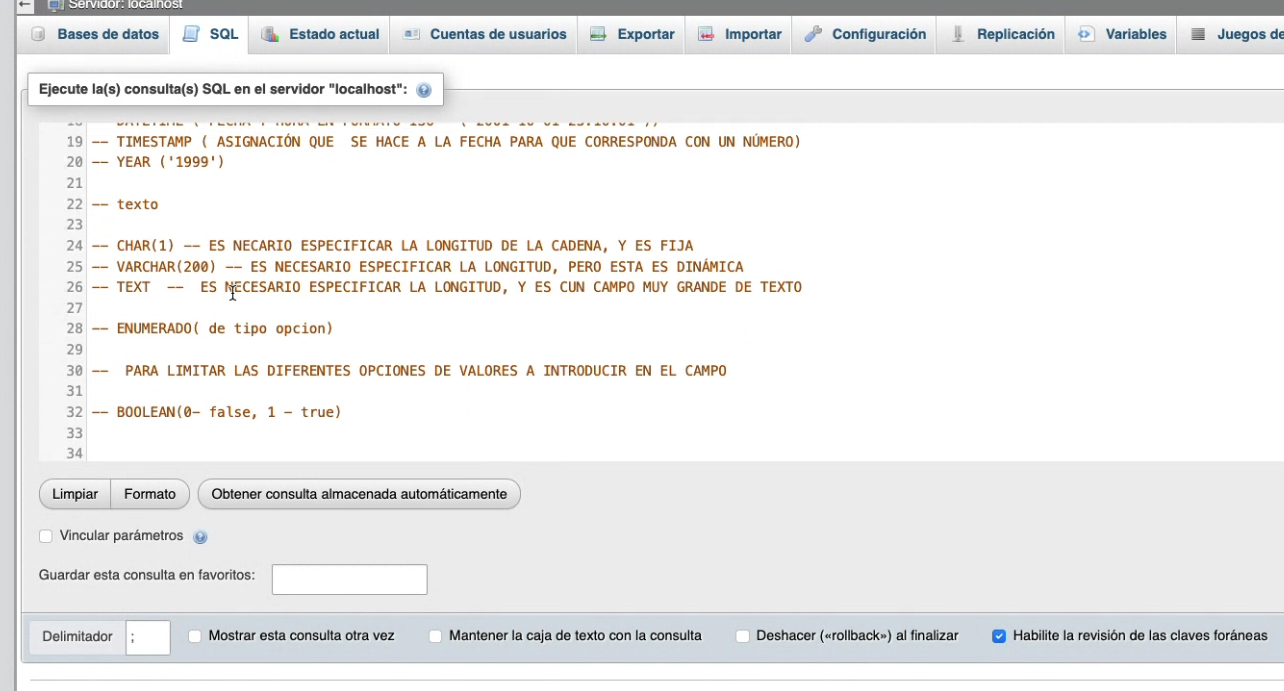 Servidor: localhost
Bases de datos SQL Estado actual Cuentas de usuarios Exportar Importar Configuración Replicación Variables Juegos de
Ejecute la(s) consulta(s) SQL en el servidor "localhost":
19 -- TIMESTAMP ( ASIGNACIÓN QUE  SE HACE A LA FECHA PARA QUE CORRESPONDA CON UN NÚMERO)
20 -- YEAR ('1999')
21
22 -- texto
23
24 -- CHAR(1) -- ES NECARIO ESPECIFICAR LA LONGITUD DE LA CADENA, Y ES FIJA
25 -- VARCHAR(200) -- ES NECESARIO ESPECIFICAR LA LONGITUD, PERO ESTA ES DINÁMICA
26 -- TEXT  --  ES NECESARIO ESPECIFICAR LA LONGITUD, Y ES CUN CAMPO MUY GRANDE DE TEXTO
27
28 -- ENUMERADO( de tipo opcion)
29
30 --  PARA LIMITAR LAS DIFERENTES OPCIONES DE VALORES A INTRODUCIR EN EL CAMPO
31
32 -- BOOLEAN(0- false, 1 - true)
33
34
Limpiar Formato Obtener consulta almacenada automáticamente
Vincular parámetros
Guardar esta consulta en favoritos:
Delimitador ; Mostrar esta consulta otra vez Mantener la caja de texto con la consulta Deshacer («rollback») al finalizar Habilite la revisión de las claves foráneas